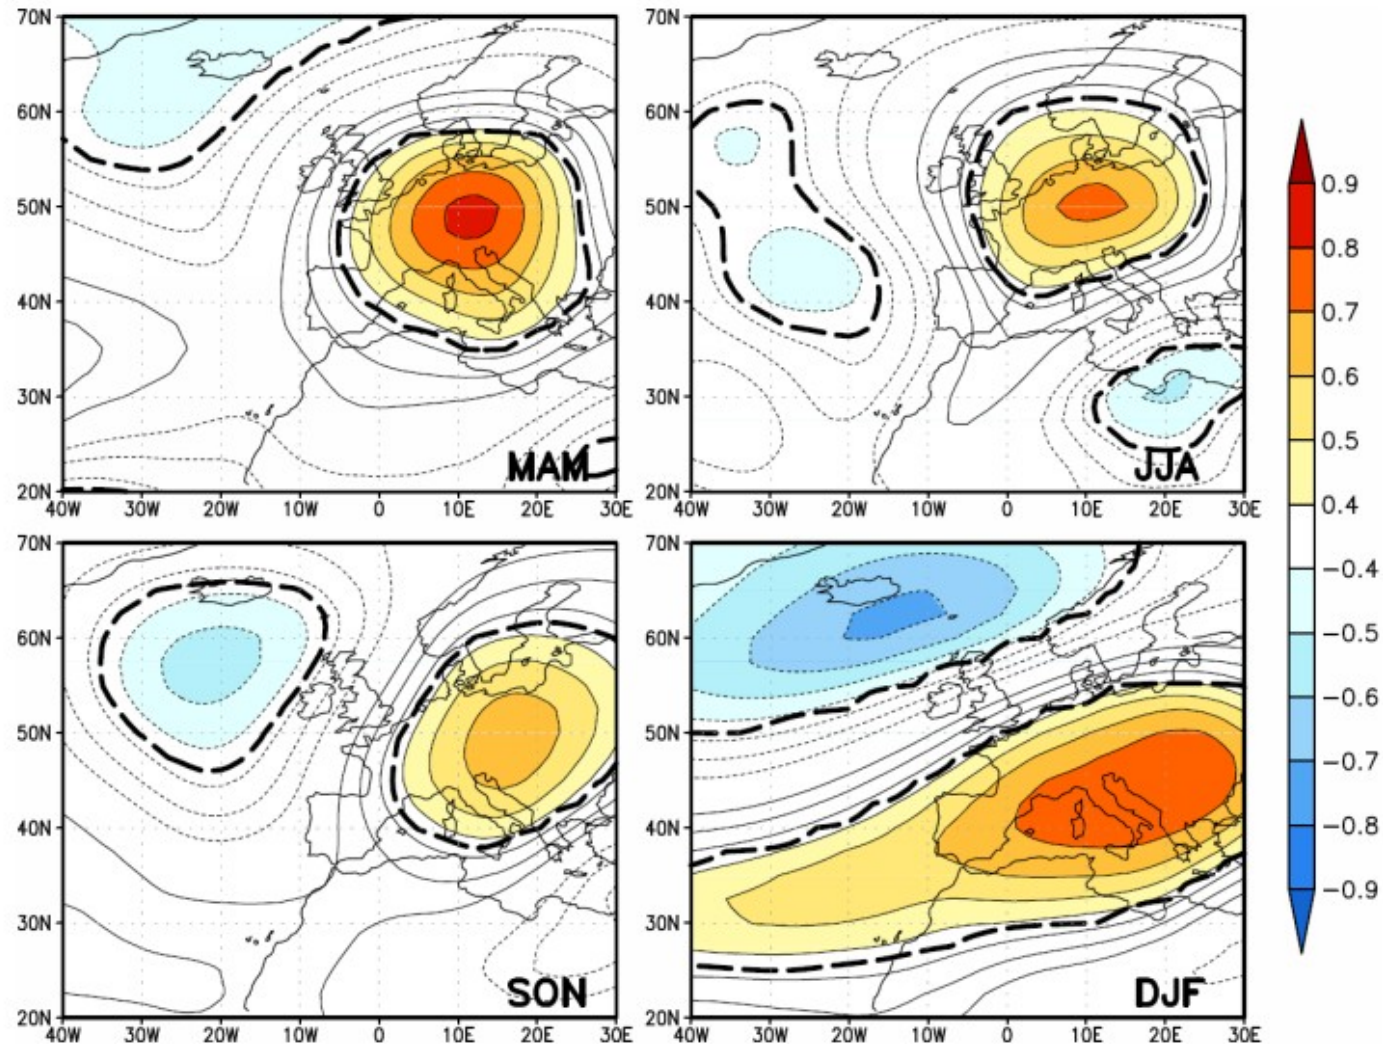 70N 70N
60N 60N
50N 50N
40N 40N
30N 30N
MAM JJA
20N 20N
40W 30W 20W 10W 0 10E 20E 30E 40W 30W 20W 10W 0 10E 20E 30E
70N 70N
60N 60N
50N 50N
40N 40N
30N 30N
SON DJF
20N 20N
40W 30W 20W 10W 0 10E 20E 30E 40W 30W 20W 10W 0 10E 20E 30E
0.9
0.8
0.7
0.6
0.5
0.4
−0.4
−0.5
−0.6
−0.7
−0.8
−0.9